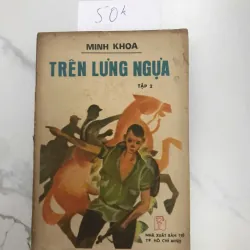 50k
MINH KHOA
TRÊN LƯNG NGỰA
TẬP 2
NHÀ XUẤT BẢN TRẺ
TP. HỒ CHÍ MINH